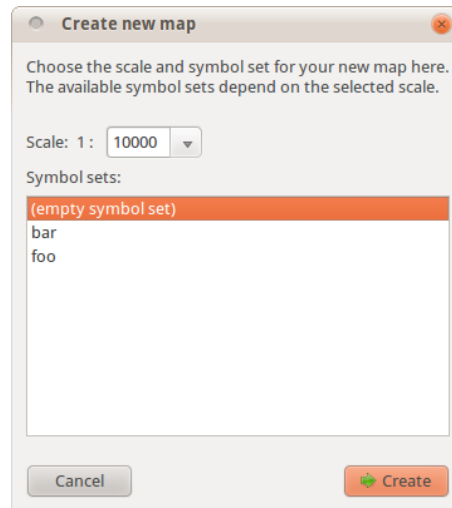 Create new map
Choose the scale and symbol set for your new map here.
The available symbol sets depend on the selected scale.
Scale: 1 : 10000
Symbol sets:
(empty symbol set)
bar
foo
Cancel Create